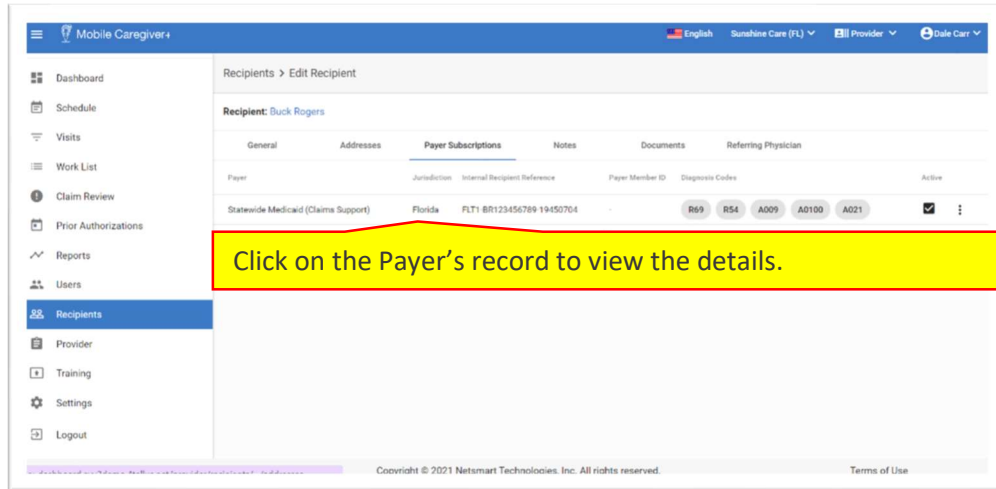 Mobile Caregiver+
English Sunshine Care (FL) Provider Dale Carr
Dashboard
Schedule
Visits
Work List
Claim Review
Prior Authorizations
Reports
Users
Recipients
Provider
Training
Settings
Logout
Recipients > Edit Recipient
Recipient: Buck Rogers
General Addresses Payer Subscriptions Notes Documents Referring Physician
Payer Jurisdiction Internal Recipient Reference Payer Member ID Diagnosis Codes Active
Statewide Medicaid (Claims Support) Florida FLT1-BR123456789-19450704 - R69 R54 A009 A0100 A021
Click on the Payer’s record to view the details.
Copyright © 2021 Netsmart Technologies, Inc. All rights reserved. Terms of Use